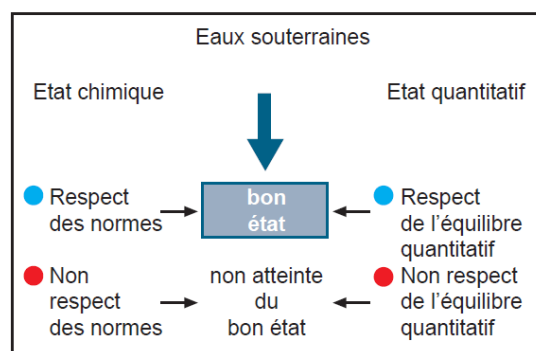 Eaux souterraines
Etat chimique
Etat quantitatif
Respect
des normes
bon
état
Respect
de l'équilibre
quantitatif
Non
respect
des normes
non atteinte
du
bon état
Non respect
de l'équilibre
quantitatif